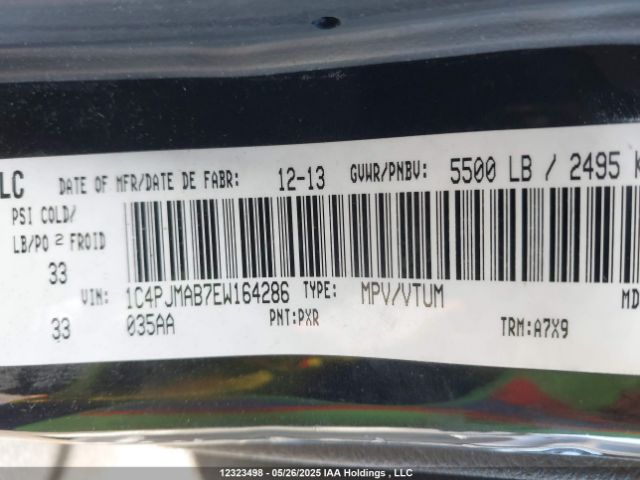 LC DATE OF MFR/DATE DE FABR: 12-13 GVWR/PNBV: 5500 LB / 2495 K
PSI COLD/
LB/PO 2 FROID
33
VIN: 1C4PJMAB7EW164286 TYPE: MPV/VTUM MD
33 035AA PNT:PXR TRM:A7X9
12323498 - 05/26/2025 IAA Holdings , LLC